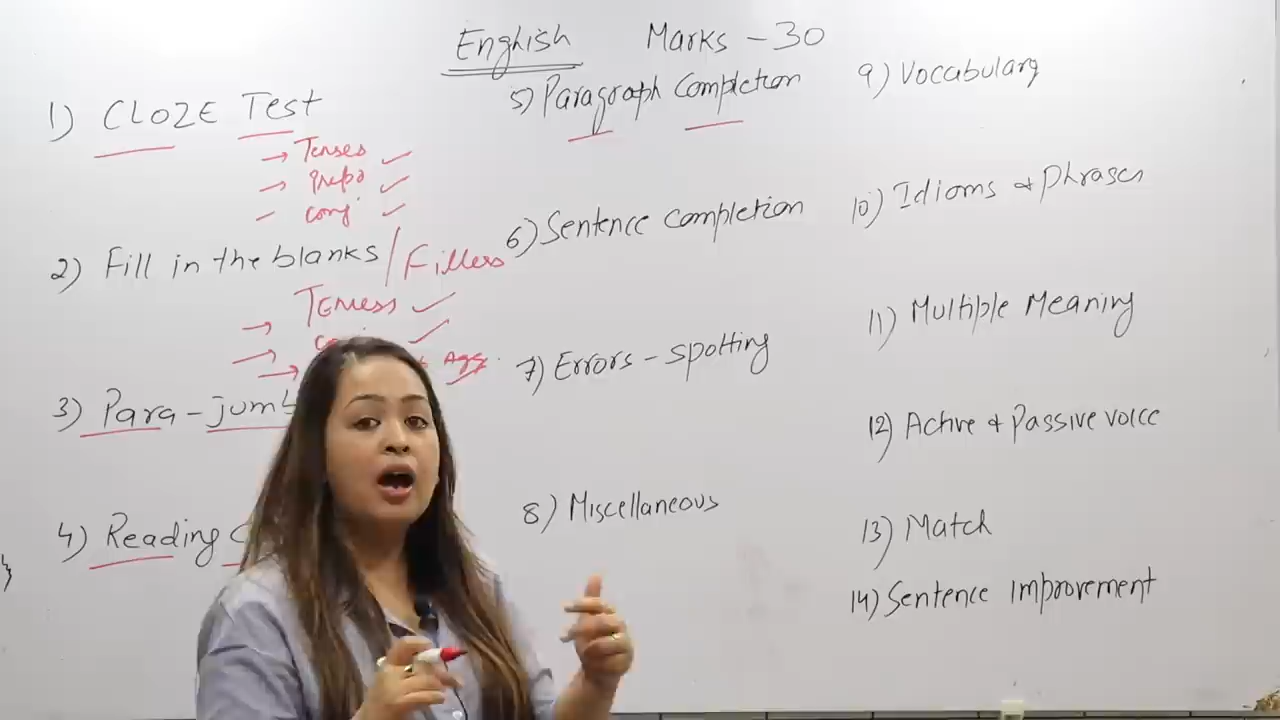 English Marks - 30
1) CLOZE Test
→ Tenses ✓
→ prepo ✓
– conj ✓
2) Fill in the blanks / Fillers
→ Tenses ✓
→ ✓
→ Agg.
3) Para - jumb
4) Reading C
5) Paragraph Completion
6) Sentence completion
7) Errors - spotting
8) Miscellaneous
9) Vocabulary
10) Idioms & Phrases
11) Multiple Meaning
12) Active & Passive voice
13) Match
14) Sentence improvement